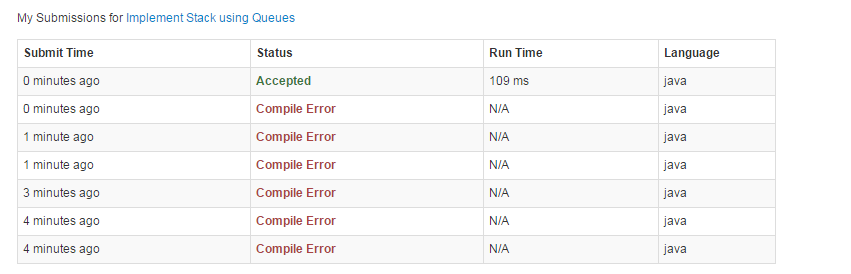 My Submissions for Implement Stack using Queues
Submit Time Status Run Time Language
0 minutes ago Accepted 109 ms java
0 minutes ago Compile Error N/A java
1 minute ago Compile Error N/A java
1 minute ago Compile Error N/A java
3 minutes ago Compile Error N/A java
4 minutes ago Compile Error N/A java
4 minutes ago Compile Error N/A java